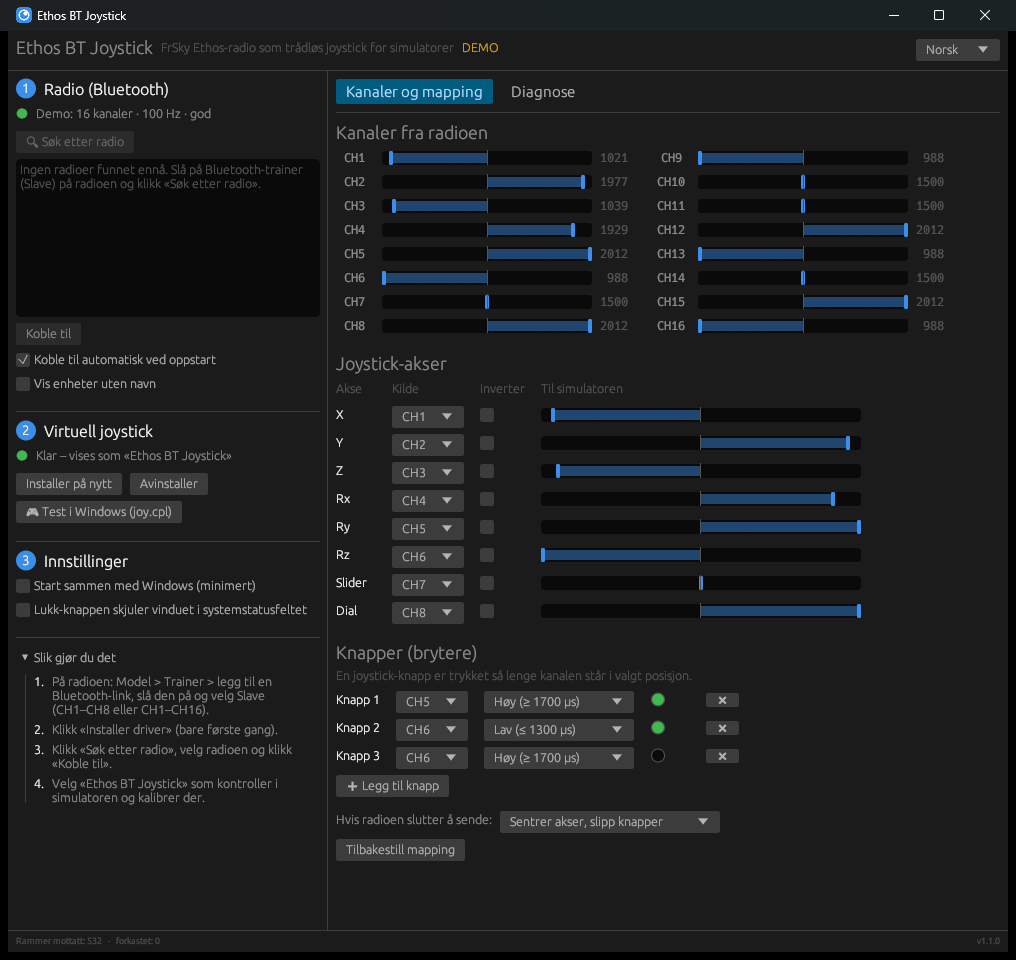 Ethos BT Joystick
Ethos BT Joystick FrSky Ethos-radio som trådløs joystick for simulatorer DEMO
Norsk
1 Radio (Bluetooth)
Demo: 16 kanaler · 100 Hz · god
Søk etter radio
Ingen radioer funnet ennå. Slå på Bluetooth-trainer
(Slave) på radioen og klikk «Søk etter radio».
Koble til
Koble til automatisk ved oppstart
Vis enheter uten navn
2 Virtuell joystick
Klar – vises som «Ethos BT Joystick»
Installer på nytt Avinstaller
Test i Windows (joy.cpl)
3 Innstillinger
Start sammen med Windows (minimert)
Lukk-knappen skjuler vinduet i systemstatusfeltet
Slik gjør du det
1. På radioen: Model > Trainer > legg til en
Bluetooth-link, slå den på og velg Slave
(CH1–CH8 eller CH1–CH16).
2. Klikk «Installer driver» (bare første gang).
3. Klikk «Søk etter radio», velg radioen og klikk
«Koble til».
4. Velg «Ethos BT Joystick» som kontroller i
simulatoren og kalibrer der.
Kanaler og mapping Diagnose
Kanaler fra radioen
CH1 1021 CH9 988
CH2 1977 CH10 1500
CH3 1039 CH11 1500
CH4 1929 CH12 2012
CH5 2012 CH13 988
CH6 988 CH14 1500
CH7 1500 CH15 2012
CH8 2012 CH16 988
Joystick-akser
Akse Kilde Inverter Til simulatoren
X CH1
Y CH2
Z CH3
Rx CH4
Ry CH5
Rz CH6
Slider CH7
Dial CH8
Knapper (brytere)
En joystick-knapp er trykket så lenge kanalen står i valgt posisjon.
Knapp 1 CH5 Høy (≥ 1700 µs)
Knapp 2 CH6 Lav (≤ 1300 µs)
Knapp 3 CH6 Høy (≥ 1700 µs)
+ Legg til knapp
Hvis radioen slutter å sende: Sentrer akser, slipp knapper
Tilbakestill mapping
Rammer mottatt: 532 · forkastet: 0
v1.1.0